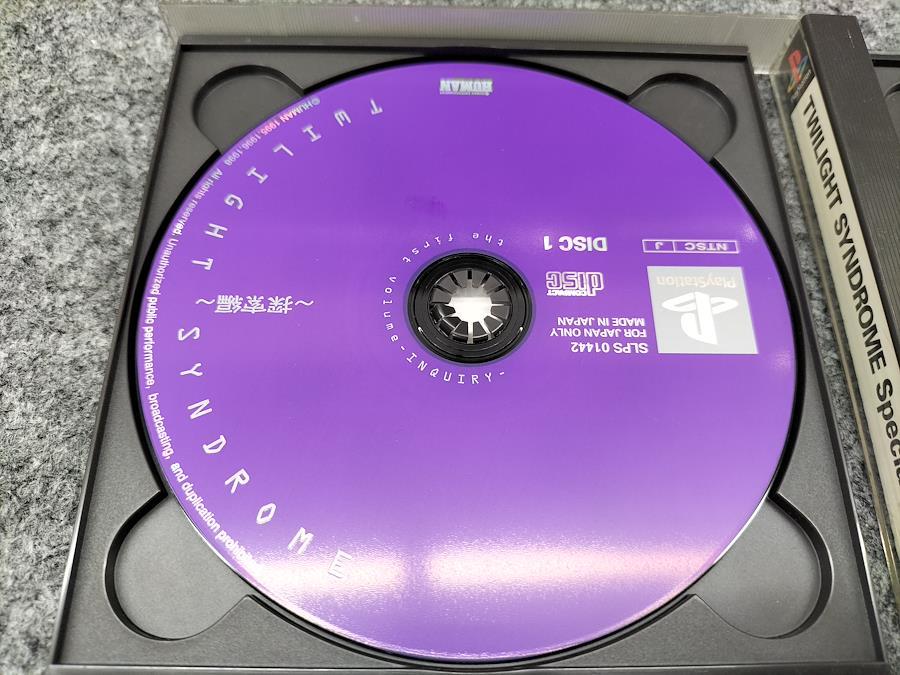 HUMAN
TWILIGHT SYNDROME
~探索編~
©HUMAN 1995,1996,1998 All rights reserved. Unauthorized public performance, broadcasting, and duplication prohibited
the first volume -INQUIRY-
DISC 1
NTSC J
COMPACT
disc
PlayStation
SLPS 01442
FOR JAPAN ONLY
MADE IN JAPAN
TWILIGHT SYNDROME Special